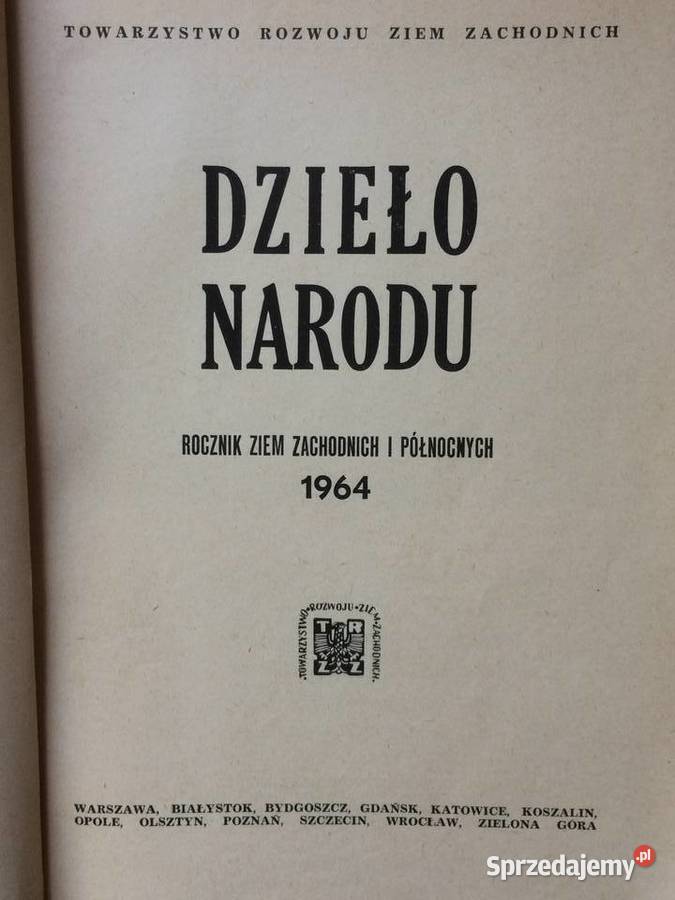 TOWARZYSTWO ROZWOJU ZIEM ZACHODNICH
DZIEŁO
NARODU
ROCZNIK ZIEM ZACHODNICH I PÓŁNOCNYCH
1964
TOWARZYSTWO•ROZWOJU•ZIEM•ZACHODNICH.
T R
Z Z
WARSZAWA, BIAŁYSTOK, BYDGOSZCZ, GDAŃSK, KATOWICE, KOSZALIN,
OPOLE, OLSZTYN, POZNAŃ, SZCZECIN, WROCŁAW, ZIELONA GÓRA
Sprzedajemy.pl